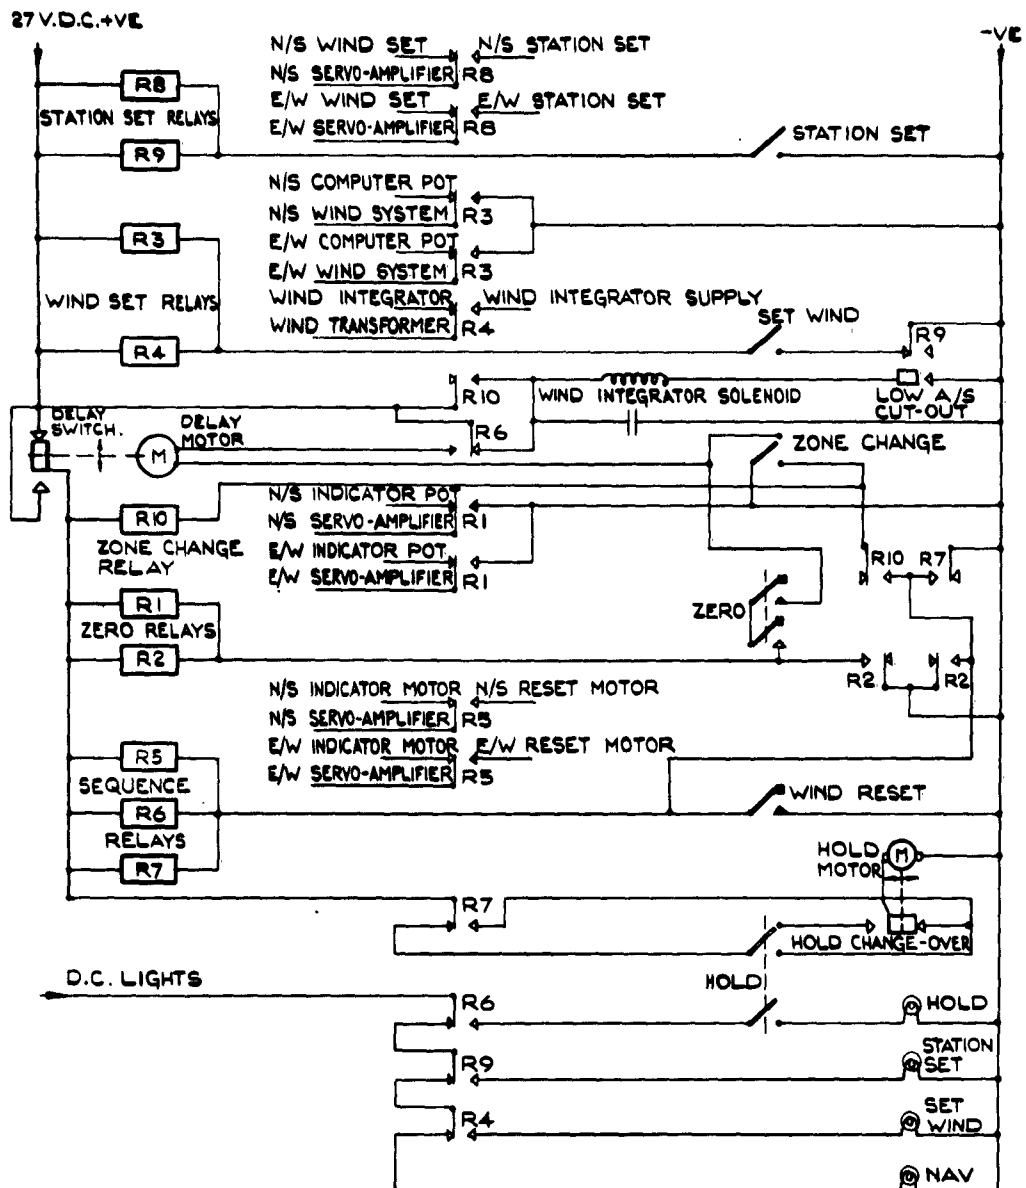 27 V.D.C.+VE
-VE
N/S WIND SET
N/S STATION SET
R8
N/S SERVO-AMPLIFIER
R8
E/W WIND SET
E/W STATION SET
STATION SET RELAYS
E/W SERVO-AMPLIFIER
R8
STATION SET
R9
N/S COMPUTER POT
N/S WIND SYSTEM
R3
R3
E/W COMPUTER POT
E/W WIND SYSTEM
R3
WIND SET RELAYS
WIND INTEGRATOR
WIND INTEGRATOR SUPPLY
WIND TRANSFORMER
R4
SET WIND
R9
R4
R10
WIND INTEGRATOR SOLENOID
LOW A/S
CUT-OUT
DELAY
SWITCH.
DELAY
MOTOR
R6
M
ZONE CHANGE
N/S INDICATOR POT
R10
N/S SERVO-AMPLIFIER
R1
ZONE CHANGE
RELAY
E/W INDICATOR POT
E/W SERVO-AMPLIFIER
R1
R10
R7
R1
ZERO
ZERO RELAYS
R2
R2
R2
N/S INDICATOR MOTOR
N/S RESET MOTOR
N/S SERVO-AMPLIFIER
R5
E/W INDICATOR MOTOR
E/W RESET MOTOR
R5
E/W SERVO-AMPLIFIER
R5
SEQUENCE
WIND RESET
R6
RELAYS
HOLD
MOTOR
M
R7
R7
HOLD CHANGE-OVER
D.C. LIGHTS
HOLD
R6
HOLD
R9
STATION
SET
R4
SET
WIND
NAV